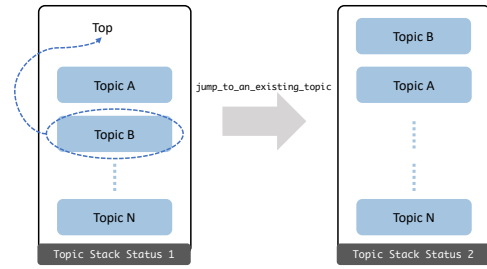 Top
Topic A
Topic B
Topic N
Topic Stack Status 1
jump_to_an_existing_topic
Topic B
Topic A
Topic N
Topic Stack Status 2